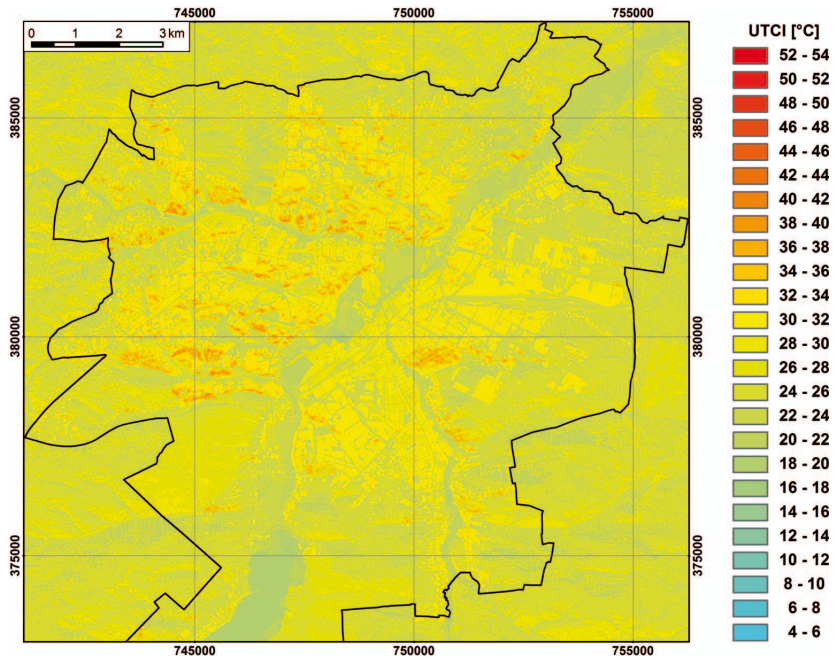 745000 750000 755000
0 1 2 3 km
UTCI [°C]
52 - 54
50 - 52
48 - 50
46 - 48
44 - 46
42 - 44
40 - 42
38 - 40
36 - 38
34 - 36
32 - 34
30 - 32
28 - 30
26 - 28
24 - 26
22 - 24
20 - 22
18 - 20
16 - 18
14 - 16
12 - 14
10 - 12
8 - 10
6 - 8
4 - 6
385000 385000
380000 380000
375000 375000
745000 750000 755000